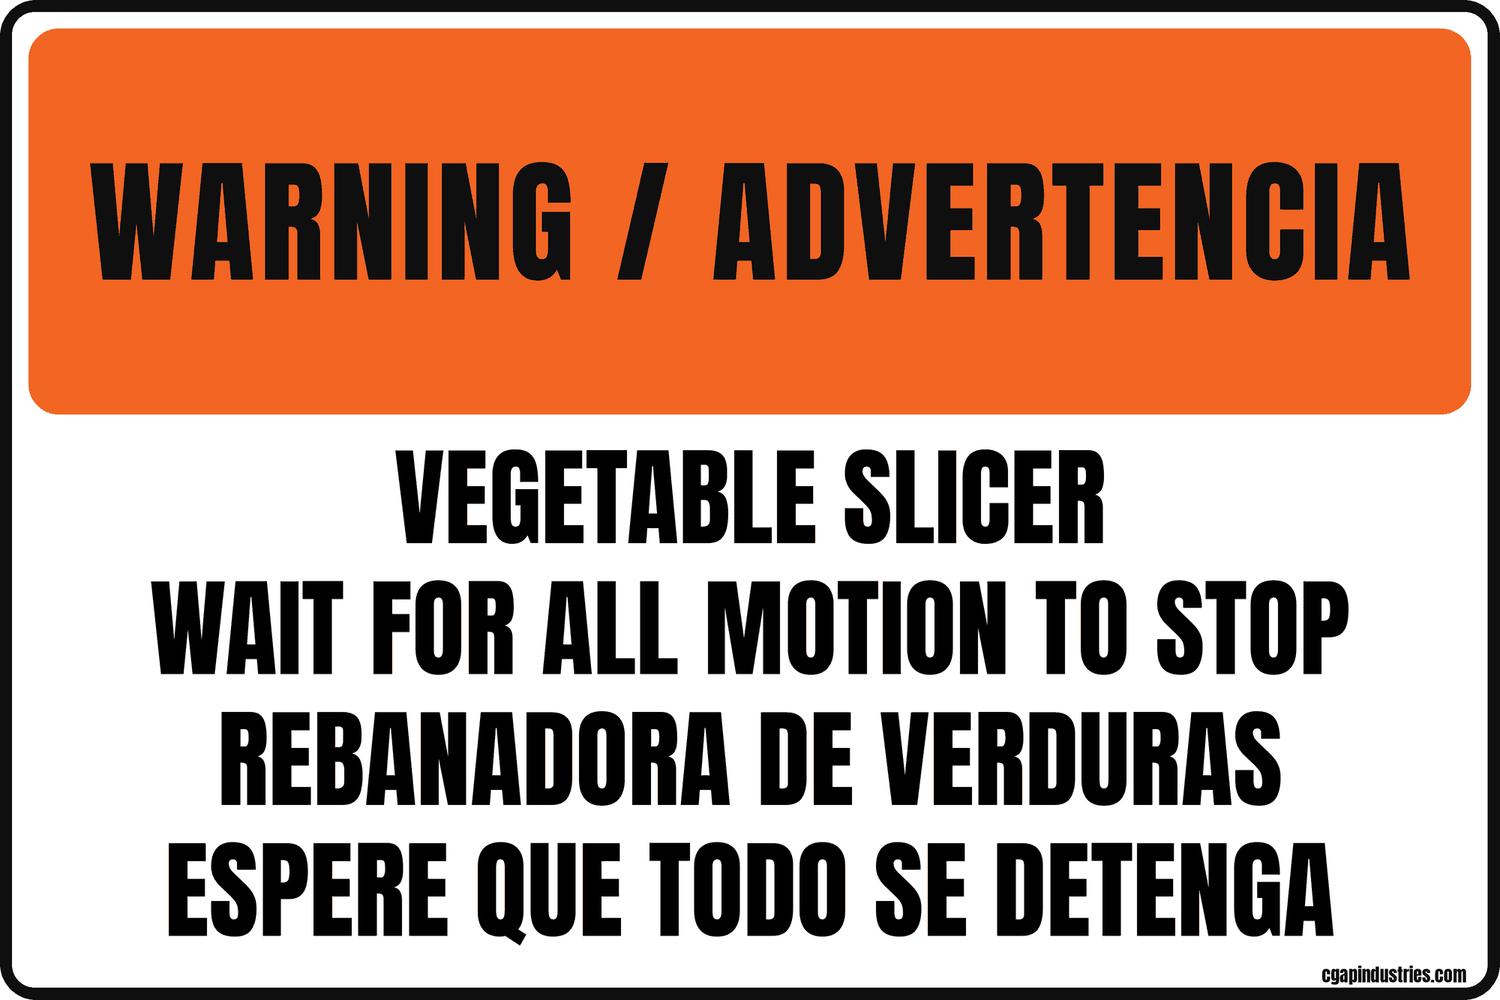 WARNING / ADVERTENCIA
VEGETABLE SLICER
WAIT FOR ALL MOTION TO STOP
REBANADORA DE VERDURAS
ESPERE QUE TODO SE DETENGA
cgapindustries.com